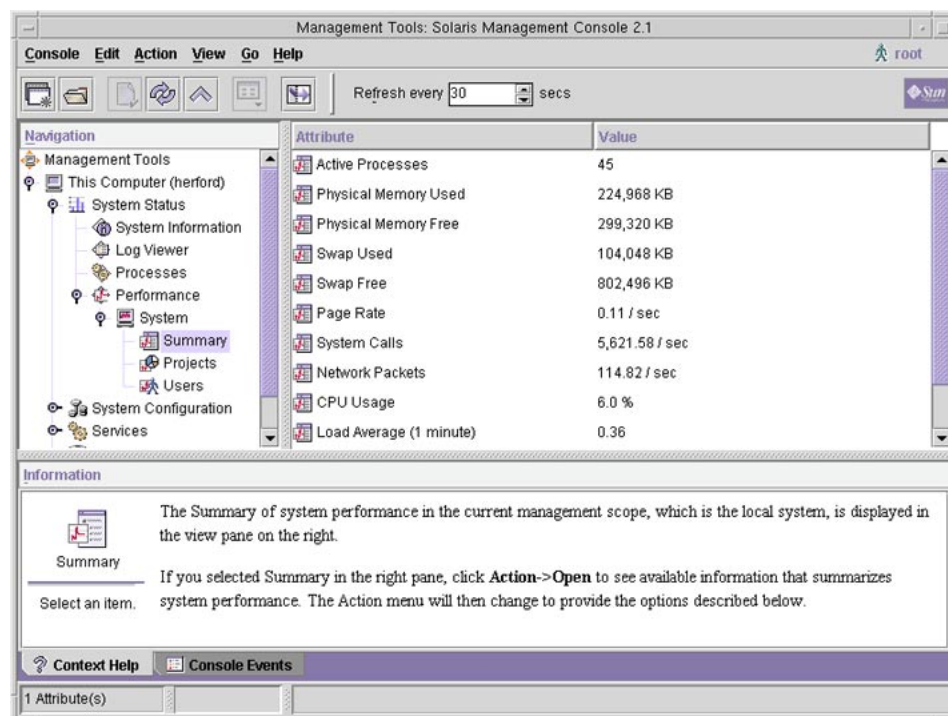 Management Tools: Solaris Management Console 2.1
Console Edit Action View Go Help
root
Refresh every 30 secs
Sun
Navigation
Management Tools
This Computer (herford)
System Status
System Information
Log Viewer
Processes
Performance
System
Summary
Projects
Users
System Configuration
Services
Attribute Value
Active Processes 45
Physical Memory Used 224,968 KB
Physical Memory Free 299,320 KB
Swap Used 104,048 KB
Swap Free 802,496 KB
Page Rate 0.11 / sec
System Calls 5,621.58 / sec
Network Packets 114.82 / sec
CPU Usage 6.0 %
Load Average (1 minute) 0.36
Information
Summary
Select an item.
The Summary of system performance in the current management scope, which is the local system, is displayed in
the view pane on the right.
If you selected Summary in the right pane, click Action->Open to see available information that summarizes
system performance. The Action menu will then change to provide the options described below.
Context Help Console Events
1 Attribute(s)